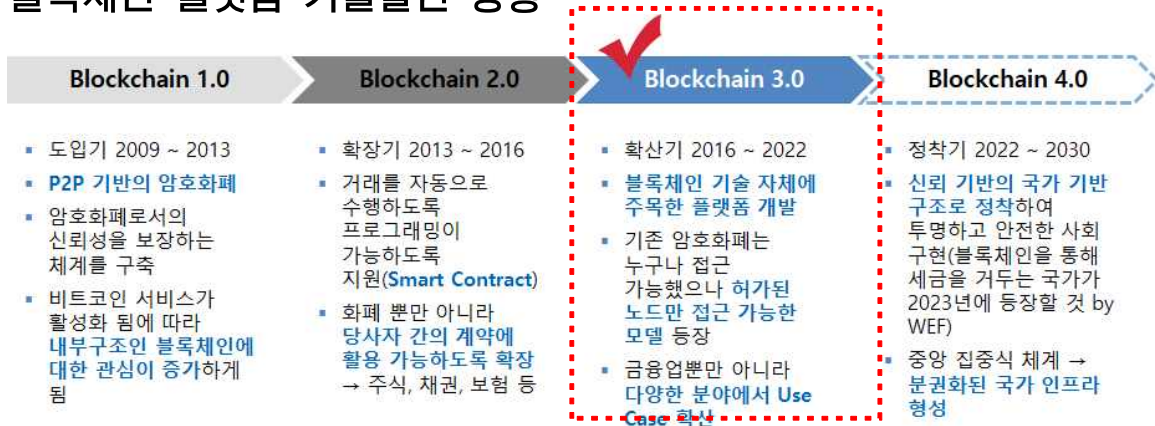 Blockchain 1.0
도입기 2009 ~ 2013
P2P 기반의 암호화폐
암호화폐로서의
신뢰성을 보장하는
체계를 구축
비트코인 서비스가
활성화 됨에 따라
내부구조인 블록체인에
대한 관심이 증가하게
됨
Blockchain 2.0
확장기 2013 ~ 2016
거래를 자동으로
수행하도록
프로그래밍이
가능하도록
지원(Smart Contract)
화폐 뿐만 아니라
당사자 간의 계약에
활용 가능하도록 확장
→ 주식, 채권, 보험 등
Blockchain 3.0
확산기 2016 ~ 2022
블록체인 기술 자체에
주목한 플랫폼 개발
기존 암호화폐는
누구나 접근
가능했으나 허가된
노드만 접근 가능한
모델 등장
금융업뿐만 아니라
다양한 분야에서 Use
Case 확산
Blockchain 4.0
정착기 2022 ~ 2030
신뢰 기반의 국가 기반
구조로 정착하여
투명하고 안전한 사회
구현(블록체인을 통해
세금을 거두는 국가가
2023년에 등장할 것 by
WEF)
중앙 집중식 체계 →
분권화된 국가 인프라
형성